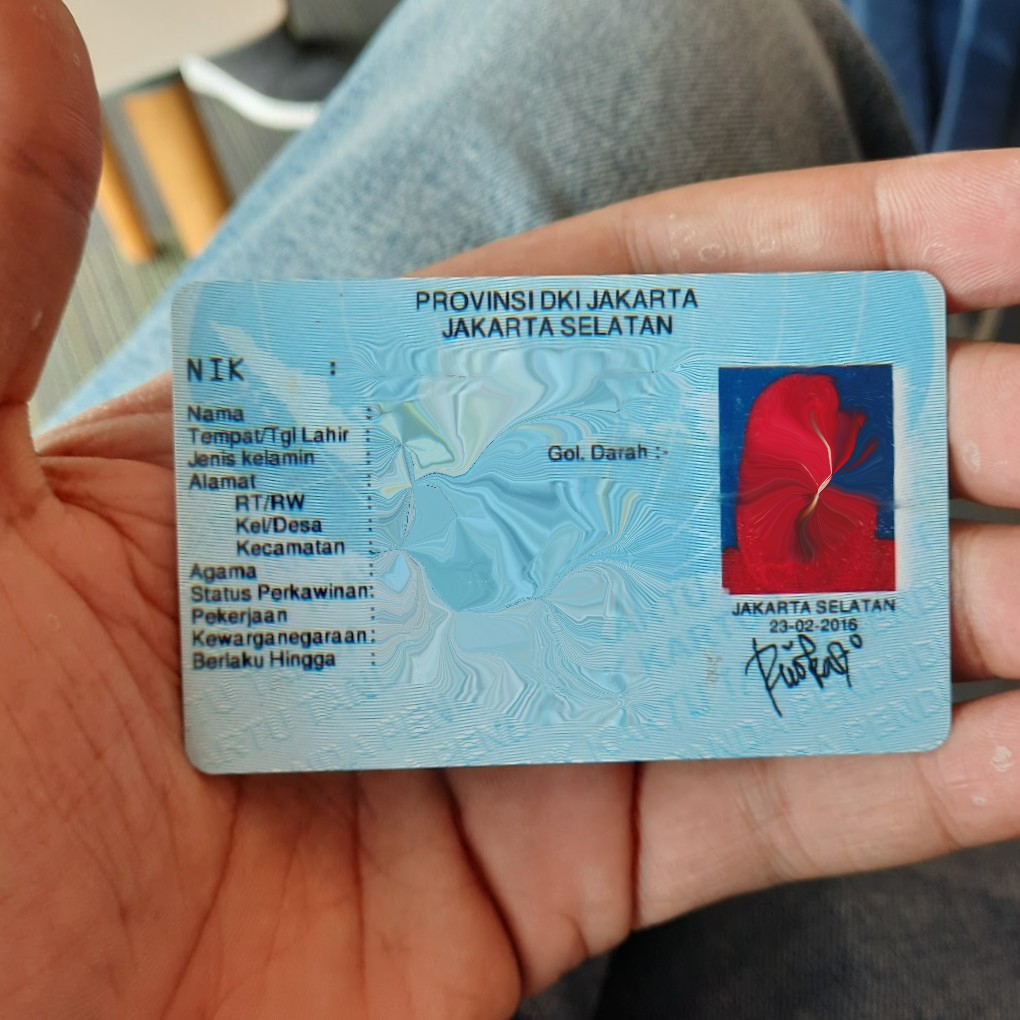 PROVINSI DKI JAKARTA
JAKARTA SELATAN
NIK :
Nama :
Tempat/Tgl Lahir :
Jenis kelamin : Gol. Darah :-
Alamat :
RT/RW :
Kel/Desa :
Kecamatan :
Agama :
Status Perkawinan:
Pekerjaan :
Kewarganegaraan:
Berlaku Hingga :
JAKARTA SELATAN
23-02-2016